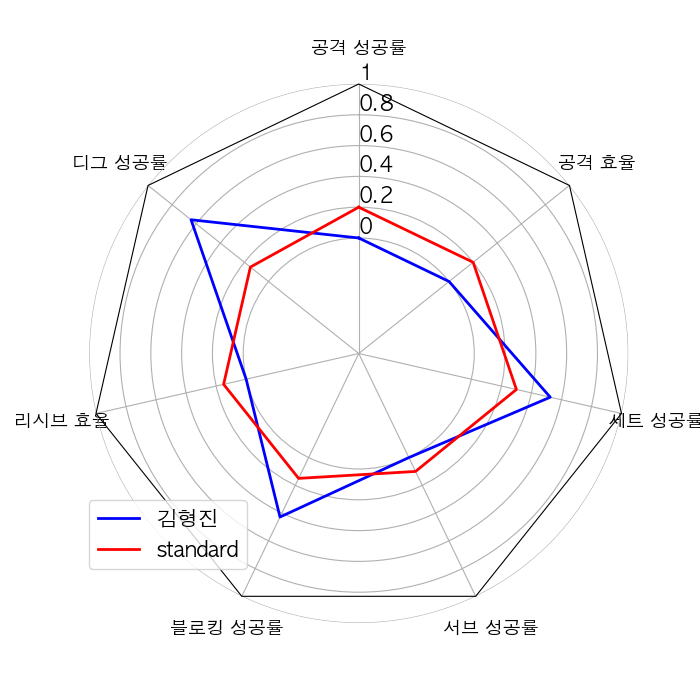 공격 성공률
1
0.8
0.6
0.4
0.2
0
디그 성공률
공격 효율
리시브 효율
세트 성공률
김형진
standard
블로킹 성공률
서브 성공률